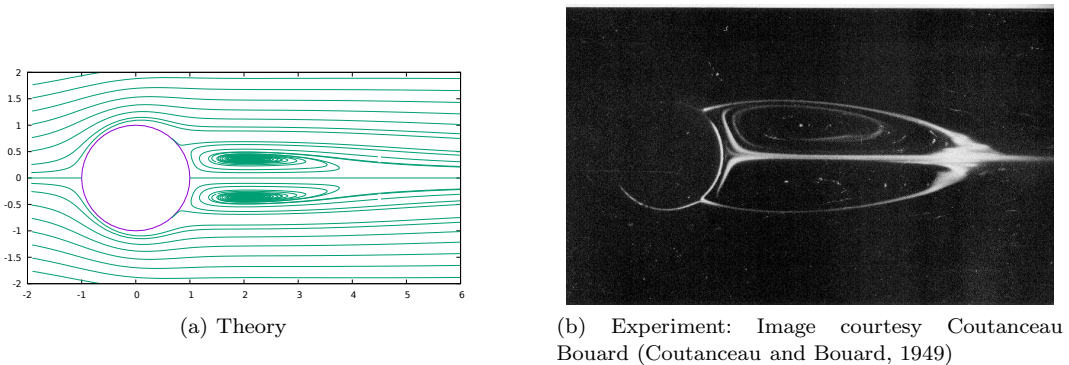 2
1.5
1
0.5
0
-0.5
-1
-1.5
-2
-2 -1 0 1 2 3 4 5 6
(a) Theory
(b) Experiment: Image courtesy Coutanceau
Bouard (Coutanceau and Bouard, 1949)